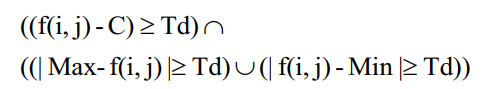 ((f(i, j) - C) ≥ Td) ∩
((| Max- f(i, j) |≥ Td) ∪ (| f(i, j) - Min |≥ Td))